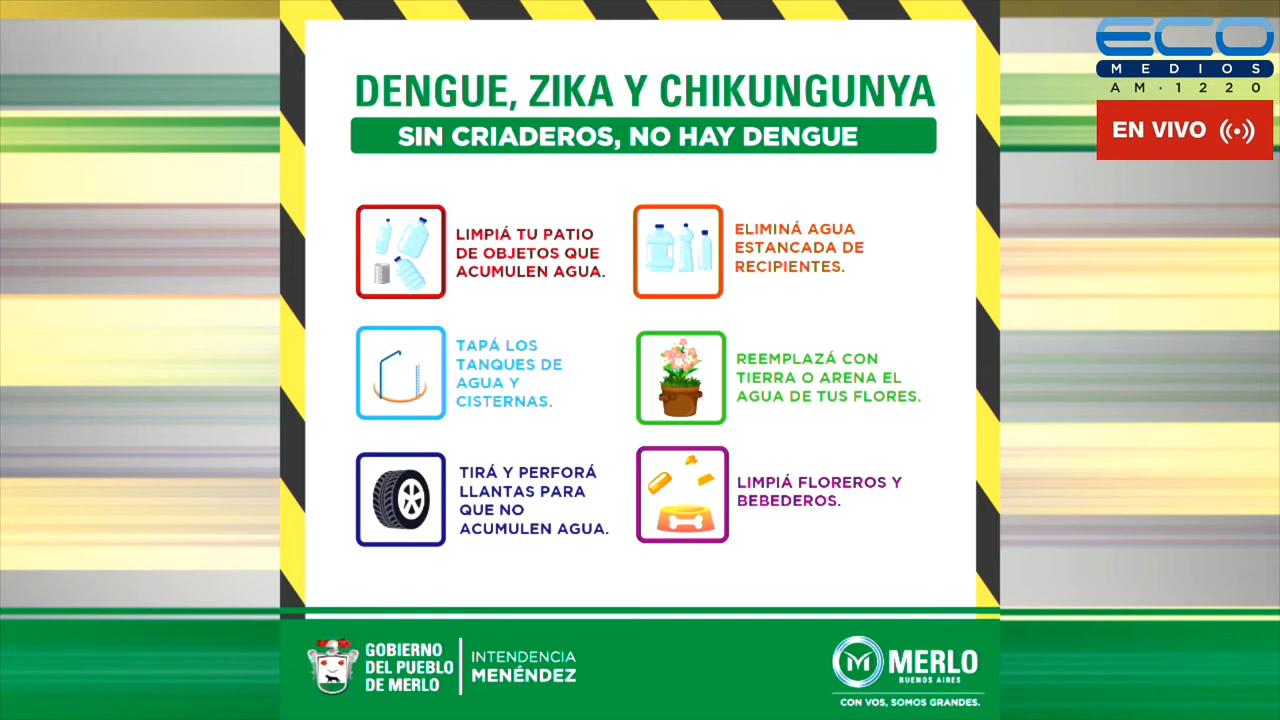 ECO
MEDIOS
AM·1220
EN VIVO
DENGUE, ZIKA Y CHIKUNGUNYA
SIN CRIADEROS, NO HAY DENGUE
LIMPIÁ TU PATIO
DE OBJETOS QUE
ACUMULEN AGUA.
ELIMINÁ AGUA
ESTANCADA DE
RECIPIENTES.
TAPÁ LOS
TANQUES DE
AGUA Y
CISTERNAS.
REEMPLAZÁ CON
TIERRA O ARENA EL
AGUA DE TUS FLORES.
TIRÁ Y PERFORÁ
LLANTAS PARA
QUE NO
ACUMULEN AGUA.
LIMPIÁ FLOREROS Y
BEBEDEROS.
GOBIERNO
DEL PUEBLO
DE MERLO
INTENDENCIA
MENÉNDEZ
MERLO
BUENOS AIRES
CON VOS, SOMOS GRANDES.